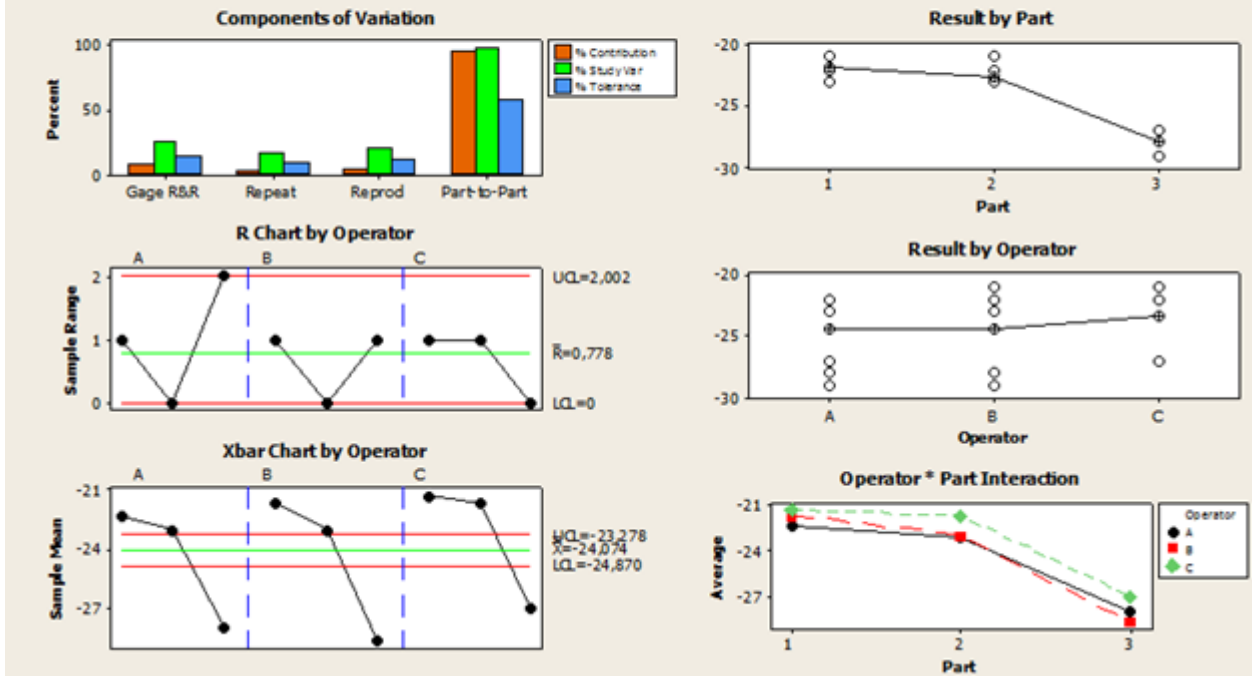 Components of Variation
100
50
0
Percent
Gage R&R Repeat Reprod Part-to-Part
% Contribution
% Study Var
% Tolerance
R Chart by Operator
A B C
2
1
0
Sample Range
UCL=2,002
R=0,778
LCL=0
Xbar Chart by Operator
A B C
-21
-24
-27
Sample Mean
UCL=-23,278
X=-24,074
LCL=-24,870
Result by Part
-20
-25
-30
1 2 3
Part
Result by Operator
-20
-25
-30
A B C
Operator
Operator * Part Interaction
-21
-24
-27
Average
1 2 3
Part
Operator
A
B
C